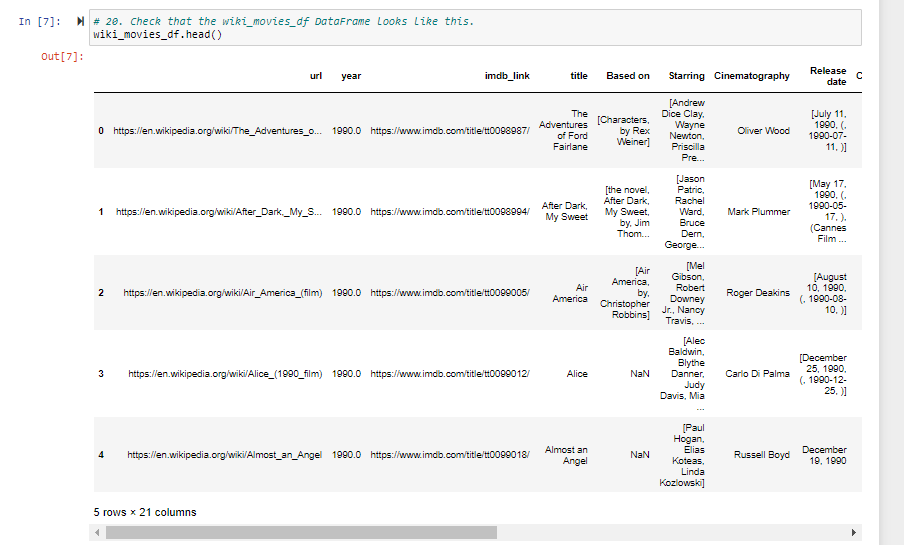 In [7]:
# 20. Check that the wiki_movies_df DataFrame looks like this.
wiki_movies_df.head()
Out[7]:
url year imdb_link title Based on Starring Cinematography Release date C
0 https://en.wikipedia.org/wiki/The_Adventures_o... 1990.0 https://www.imdb.com/title/tt0098987/ The Adventures of Ford Fairlane [Characters, by Rex Weiner] [Andrew Dice Clay, Wayne Newton, Priscilla Pre... Oliver Wood [July 11, 1990, (, 1990-07-11, )]
1 https://en.wikipedia.org/wiki/After_Dark,_My_S... 1990.0 https://www.imdb.com/title/tt0098994/ After Dark, My Sweet [the novel, After Dark, My Sweet, by, Jim Thom... [Jason Patric, Rachel Ward, Bruce Dern, George... Mark Plummer [May 17, 1990, (, 1990-05-17, ), (Cannes Film ...
2 https://en.wikipedia.org/wiki/Air_America_(film) 1990.0 https://www.imdb.com/title/tt0099005/ Air America [Air America, by, Christopher Robbins] [Mel Gibson, Robert Downey Jr., Nancy Travis, ... Roger Deakins [August 10, 1990, (, 1990-08-10, )]
3 https://en.wikipedia.org/wiki/Alice_(1990_film) 1990.0 https://www.imdb.com/title/tt0099012/ Alice NaN [Alec Baldwin, Blythe Danner, Judy Davis, Mia ... Carlo Di Palma [December 25, 1990, (, 1990-12-25, )]
4 https://en.wikipedia.org/wiki/Almost_an_Angel 1990.0 https://www.imdb.com/title/tt0099018/ Almost an Angel NaN [Paul Hogan, Elias Koteas, Linda Kozlowski] Russell Boyd December 19, 1990
5 rows × 21 columns